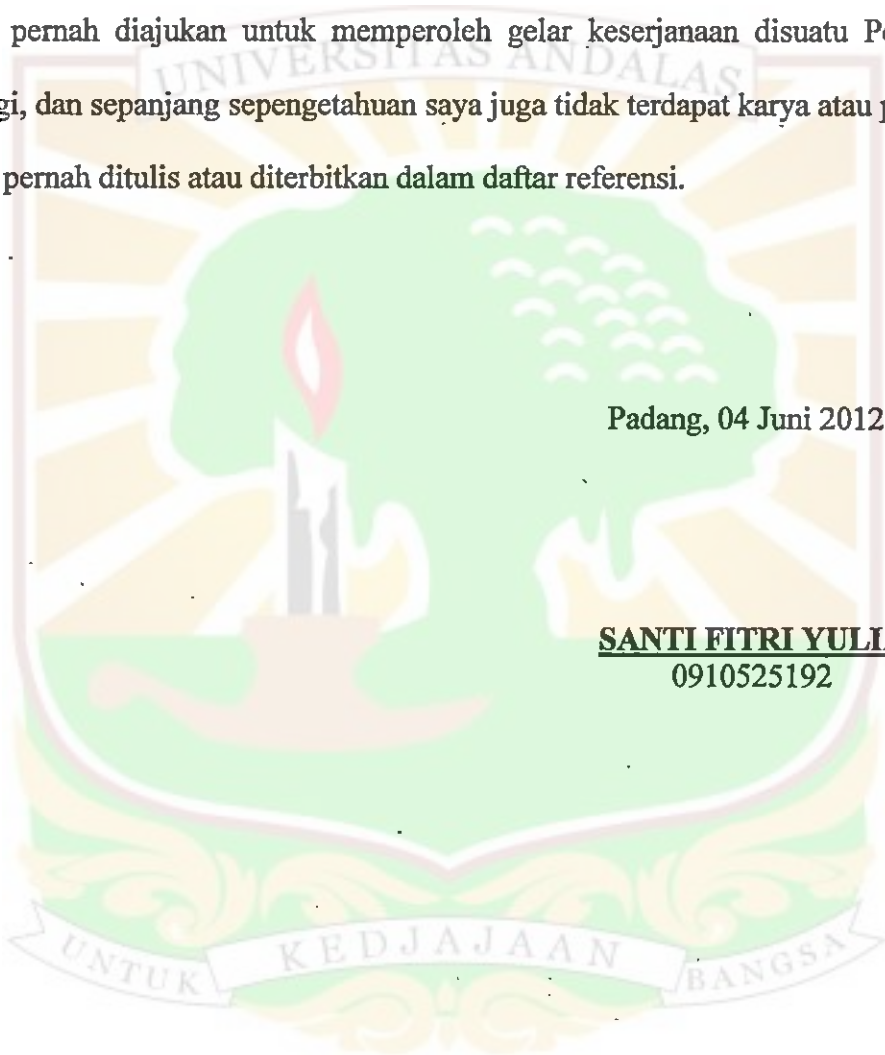 pernah diajukan untuk memperoleh gelar keserjanaan disuatu Pe
UNIVERSITAS ANDALAS
gi, dan sepanjang sepengetahuan saya juga tidak terdapat karya atau p
pernah ditulis atau diterbitkan dalam daftar referensi.
Padang, 04 Juni 2012
SANTI FITRI YULI
0910525192
UNTUK KEDJAJAAN BANGSA